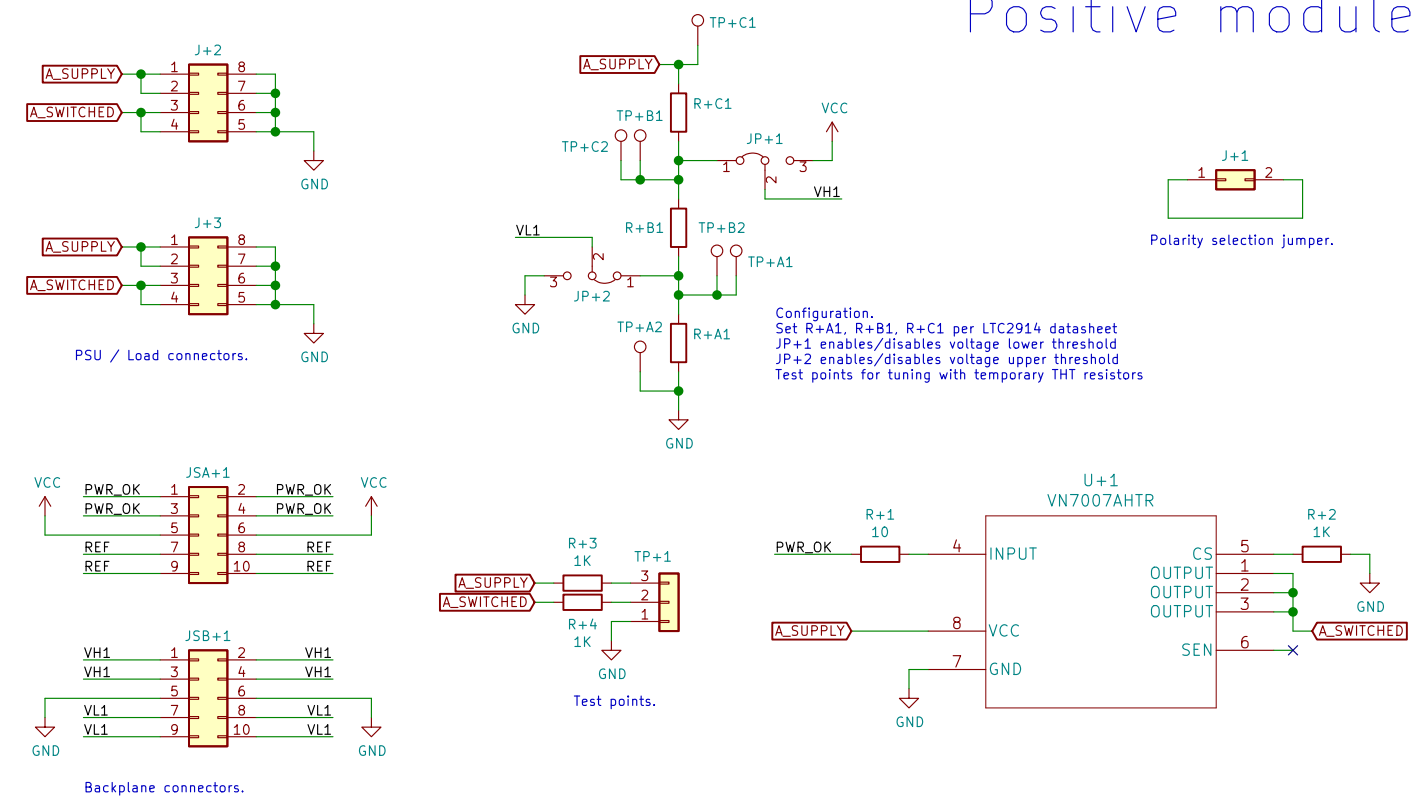 Positive module
J+2
A_SUPPLY
A_SWITCHED
1 8
2 7
3 6
4 5
GND
J+3
A_SUPPLY
A_SWITCHED
1 8
2 7
3 6
4 5
GND
PSU / Load connectors.
TP+C1
A_SUPPLY
R+C1
TP+B1
TP+C2
JP+1
VCC
1 2 3
VH1
R+B1
TP+B2
TP+A1
VL1
3 2 1
JP+2
GND
TP+A2
R+A1
GND
Configuration.
Set R+A1, R+B1, R+C1 per LTC2914 datasheet
JP+1 enables/disables voltage lower threshold
JP+2 enables/disables voltage upper threshold
Test points for tuning with temporary THT resistors
J+1
1 2
Polarity selection jumper.
JSA+1
VCC VCC
PWR_OK 1 2 PWR_OK
PWR_OK 3 4 PWR_OK
5 6
REF 7 8 REF
REF 9 10 REF
JSB+1
VH1 1 2 VH1
VH1 3 4 VH1
5 6
VL1 7 8 VL1
VL1 9 10 VL1
GND GND
Backplane connectors.
R+3
1K
TP+1
A_SUPPLY 3
A_SWITCHED 2
1
R+4
1K
GND
Test points.
U+1
VN7007AHTR
R+1
10
R+2
1K
PWR_OK 4 INPUT
CS 5
OUTPUT 1
OUTPUT 2
OUTPUT 3
GND
A_SUPPLY 8 VCC
A_SWITCHED
SEN 6
7 GND
GND